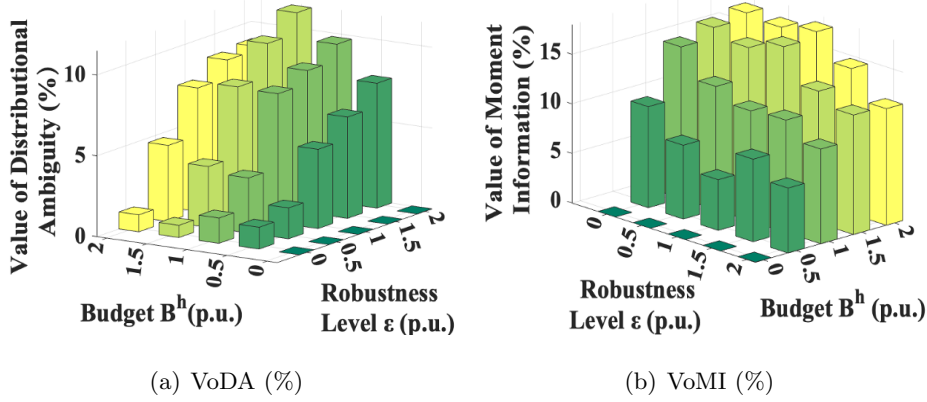 Value of Distributional
Ambiguity (%)
10
5
0
2
1.5
1
0.5
0
0
0.5
1
1.5
2
Budget Bʰ(p.u.)
Robustness
Level ε (p.u.)
(a) VoDA (%)
Value of Moment
Information (%)
15
10
5
0
0
0.5
1
1.5
2
0
0.5
1
1.5
2
Robustness
Level ε (p.u.)
Budget Bʰ (p.u.)
(b) VoMI (%)